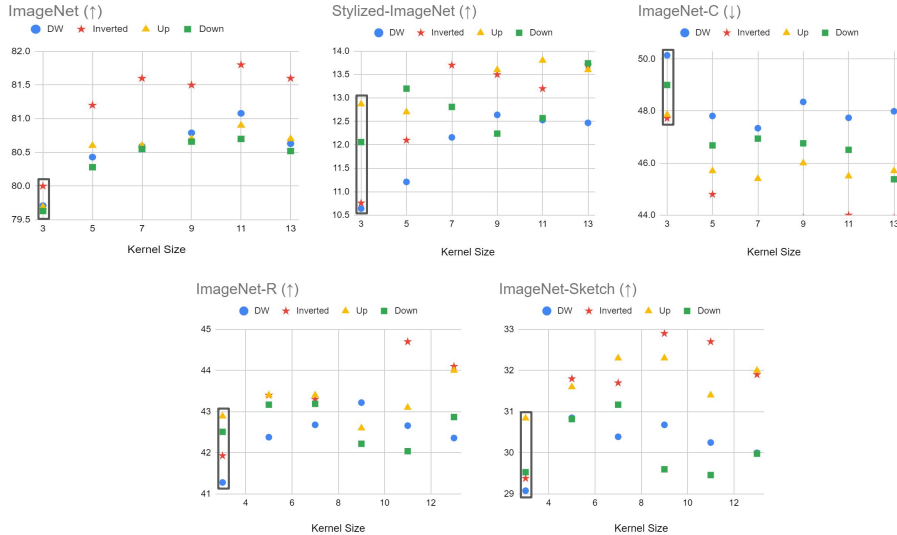 ImageNet (↑)
DW Inverted Up Down
82.0
81.5
81.0
80.5
80.0
79.5
3 5 7 9 11 13
Kernel Size
Stylized-ImageNet (↑)
DW Inverted Up Down
14.0
13.5
13.0
12.5
12.0
11.5
11.0
10.5
3 5 7 9 11 13
Kernel Size
ImageNet-C (↓)
DW Inverted Up Down
50.0
48.0
46.0
44.0
3 5 7 9 11 13
Kernel Size
ImageNet-R (↑)
DW Inverted Up Down
45
44
43
42
41
4 6 8 10 12
Kernel Size
ImageNet-Sketch (↑)
DW Inverted Up Down
33
32
31
30
29
4 6 8 10 12
Kernel Size